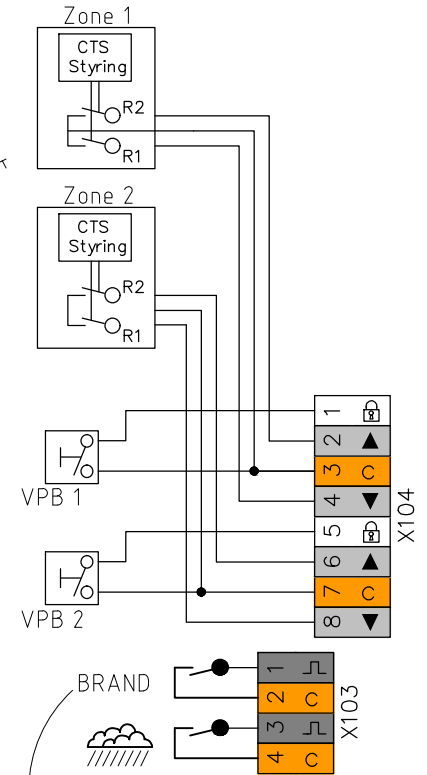 Zone 1
CTS
Styring
R2
R1
Zone 2
CTS
Styring
R2
R1
VPB 1
VPB 2
1
2
3 C
4
5
6
7 C
8
X104
BRAND
1
2 C
3
4 C
X103